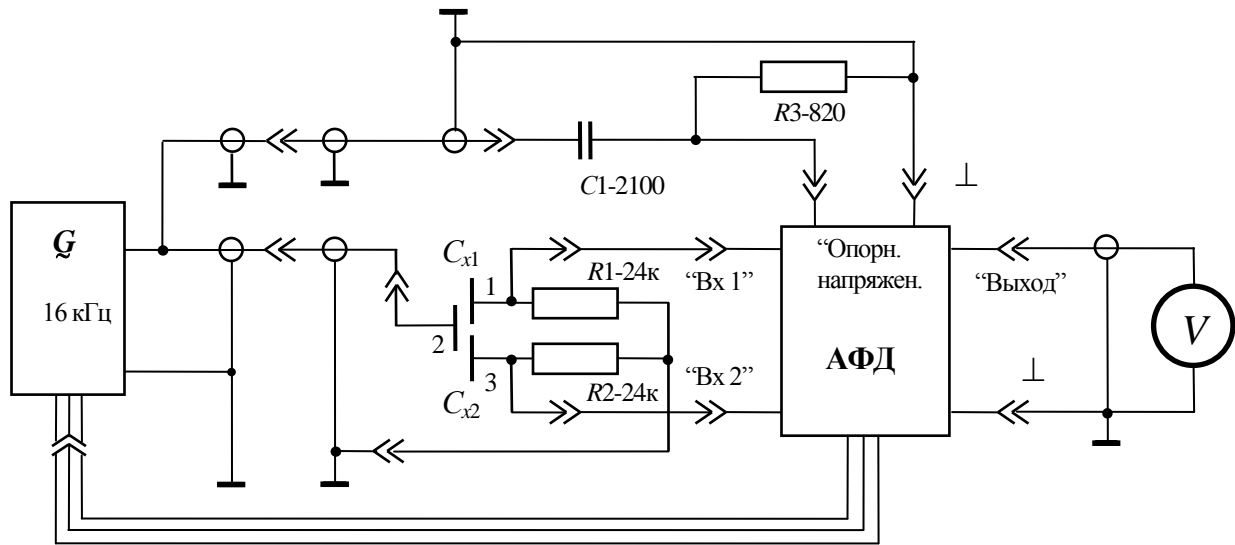 R3-820
C1-2100
⊥
G
16 кГц
Cx1
1
R1-24к
“Вх 1”
“Опорн.
напряжен.
“Выход”
2
V
АФД
3
R2-24к
“Вх 2”
⊥
Cx2